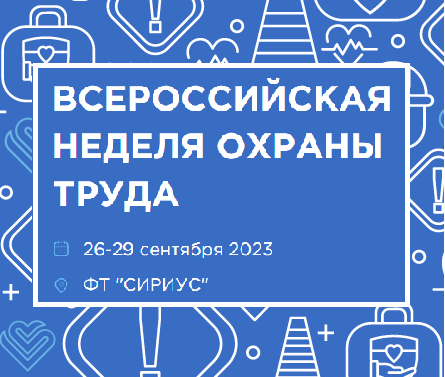 ВСЕРОССИЙСКАЯ
НЕДЕЛЯ ОХРАНЫ
ТРУДА
26-29 сентября 2023
ФТ "СИРИУС"